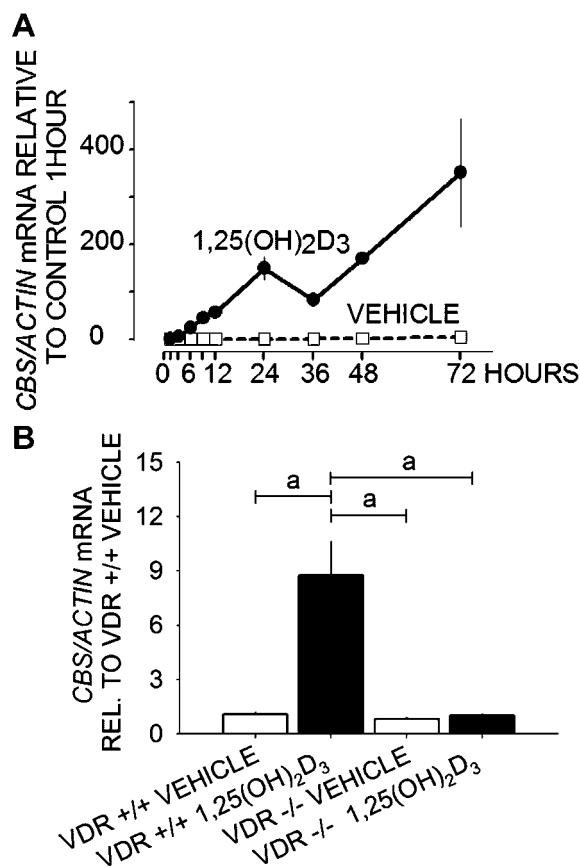 A
CBS/ACTIN mRNA RELATIVE
TO CONTROL 1HOUR
400
200
0
1,25(OH)2D3
VEHICLE
0 6 12 24 36 48 72 HOURS
B
CBS/ACTIN mRNA
REL. TO VDR +/+ VEHICLE
15
12
9
6
3
0
a
a
a
VDR +/+ VEHICLE
VDR +/+ 1,25(OH)2D3
VDR -/- VEHICLE
VDR -/- 1,25(OH)2D3